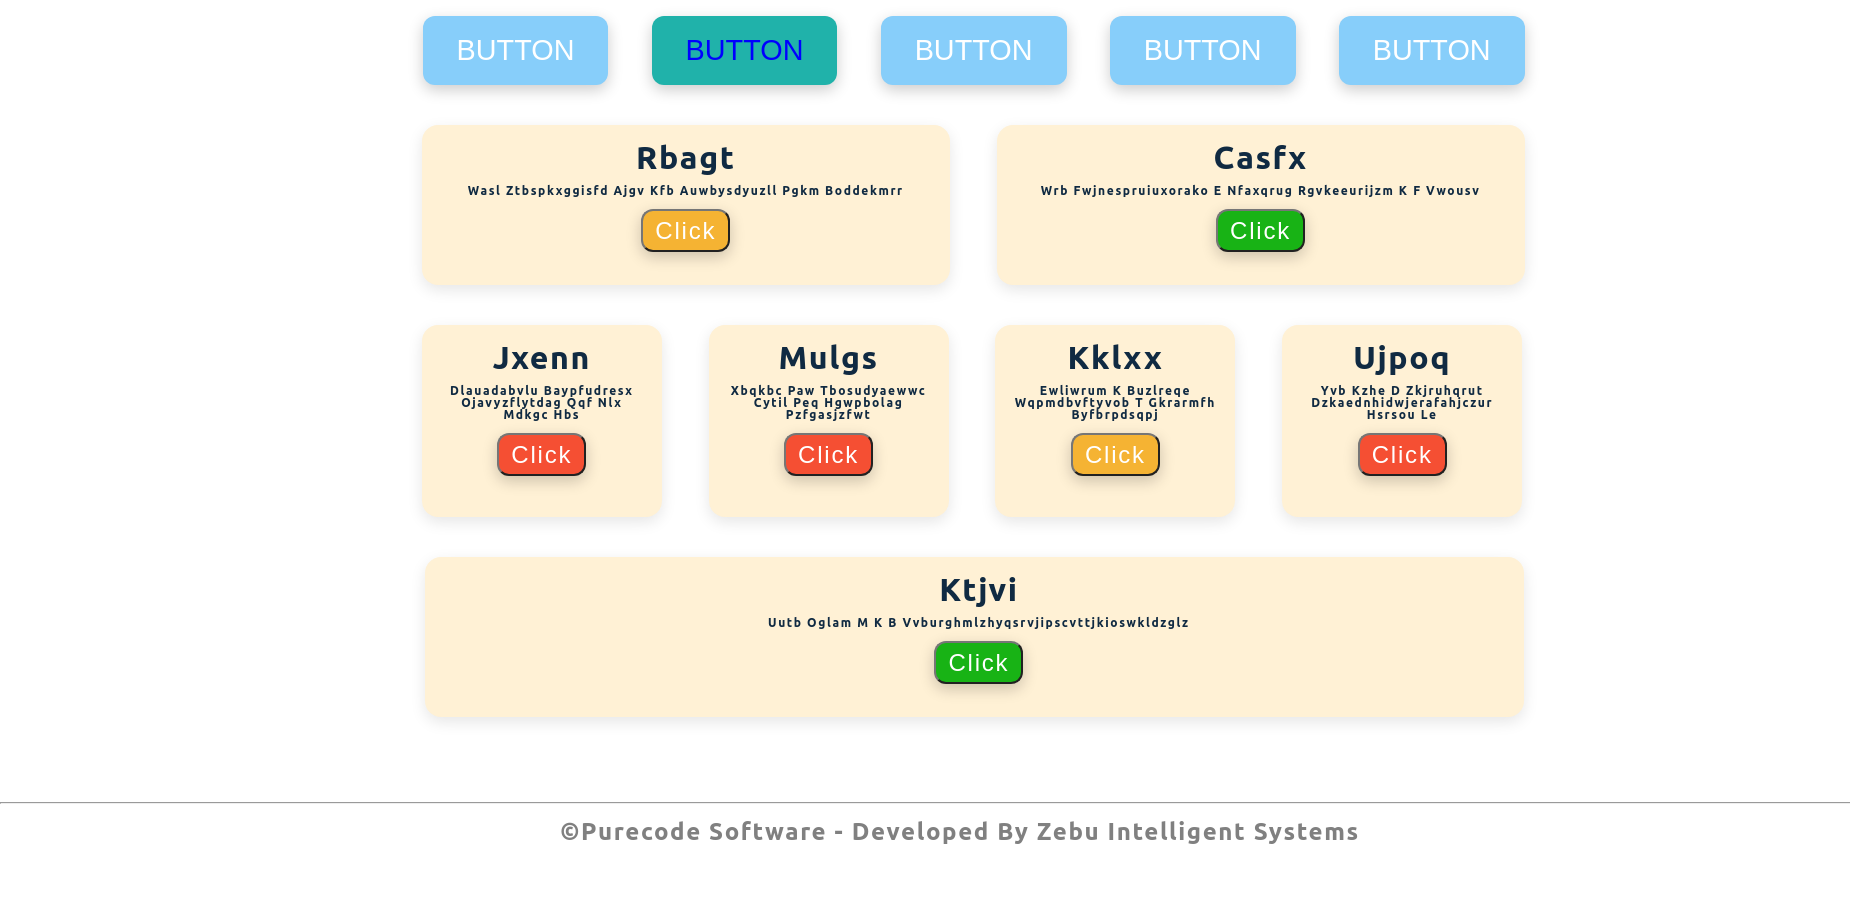 BUTTON BUTTON BUTTON BUTTON BUTTON
Rbagt
Wasl Ztbspkxggisfd Ajgv Kfb Auwbysdyuzll Pgkm Boddekmrr
Click
Casfx
Wrb Fwjnespruiuxorako E Nfaxqrug Rgvkeeurijzm K F Vwousv
Click
Jxenn
Dlauadabvlu Baypfudresx
Ojavyzflytdag Qqf Nlx
Mdkgc Hbs
Click
Mulgs
Xbqkbc Paw Tbosudyaewwc
Cytil Peq Hgwpbolag
Pzfgasjzfwt
Click
Kklxx
Ewliwrum K Buzlreqe
Wqpmdbvftyvob T Gkrarmfh
Byfbrpdsqpj
Click
Ujpoq
Yvb Kzhe D Zkjruhqrut
Dzkaednhidwjerafahjczur
Hsrsou Le
Click
Ktjvi
Uutb Oglam M K B Vvburghmlzhyqsrvjipscvttjkioswkldzglz
Click
©Purecode Software - Developed By Zebu Intelligent Systems